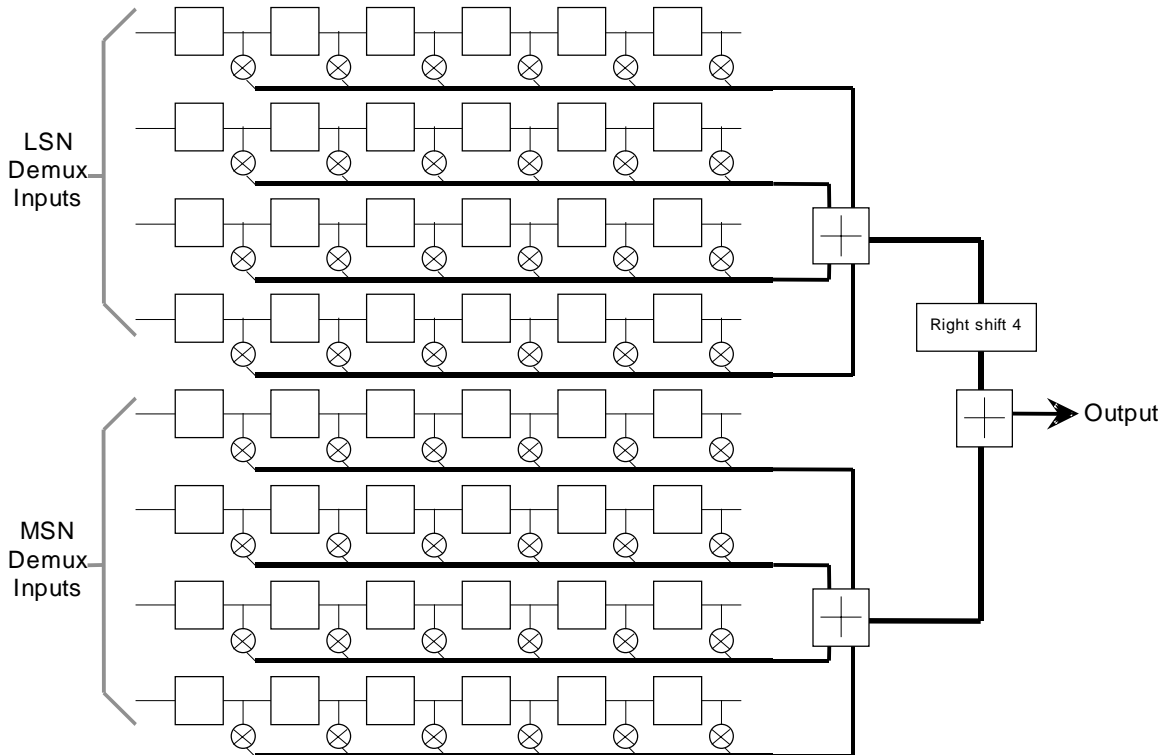 LSN
Demux
Inputs
Right shift 4
Output
MSN
Demux
Inputs